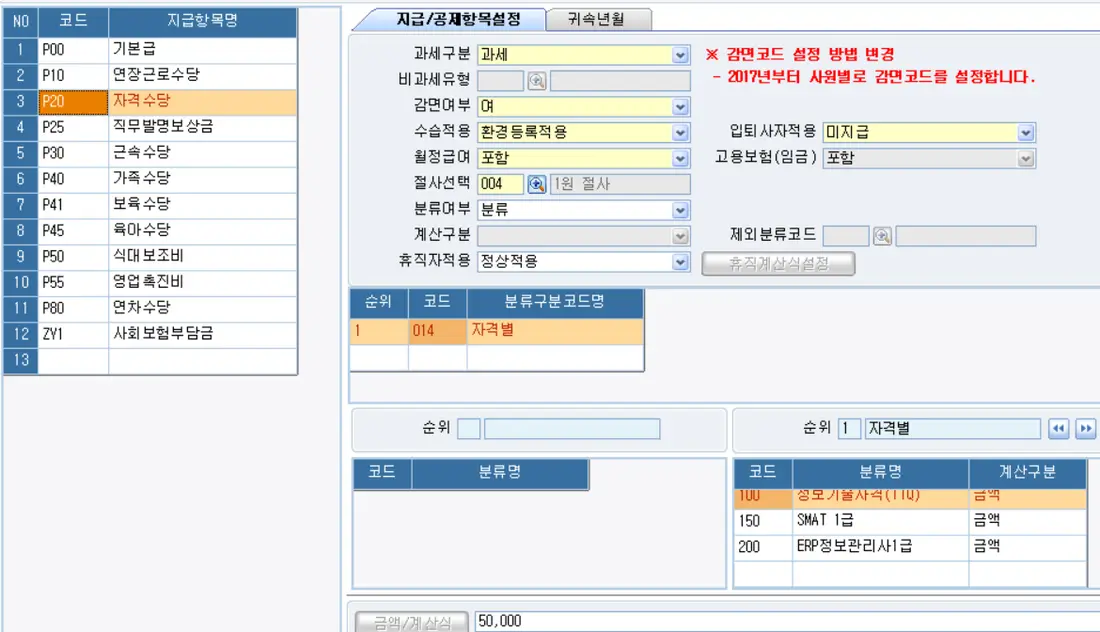 NO 코드 지급항목명
1 P00 기본급
2 P10 연장근로수당
3 P20 자격수당
4 P25 직무발명보상금
5 P30 근속수당
6 P40 가족수당
7 P41 보육수당
8 P45 육아수당
9 P50 식대보조비
10 P55 영업촉진비
11 P80 연차수당
12 ZY1 사회보험부담금
13
지급/공제항목설정 귀속년월
과세구분 과세
※ 감면코드 설정 방법 변경
비과세유형
- 2017년부터 사원별로 감면코드를 설정합니다.
감면여부 여
수습적용 환경등록적용 입퇴사자적용 미지급
월정급여 포함 고용보험(임금) 포함
절사선택 004 1원 절사
분류여부 분류
계산구분 제외분류코드
휴직자적용 정상적용 휴직계산식설정
순위 코드 분류구분코드명
1 014 자격별
순위
순위 1 자격별
코드 분류명
코드 분류명 계산구분
100 정보기술자격(ITQ) 금액
150 SMAT 1급 금액
200 ERP정보관리사1급 금액
금액/계산식 50,000